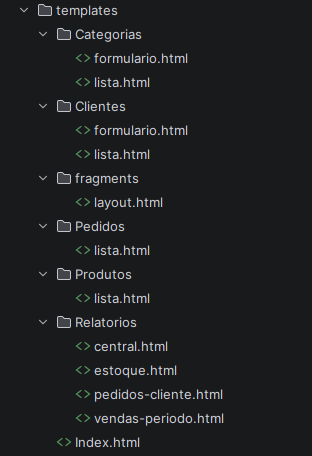 templates
Categorias
formulario.html
lista.html
Clientes
formulario.html
lista.html
fragments
layout.html
Pedidos
lista.html
Produtos
lista.html
Relatorios
central.html
estoque.html
pedidos-cliente.html
vendas-periodo.html
Index.html